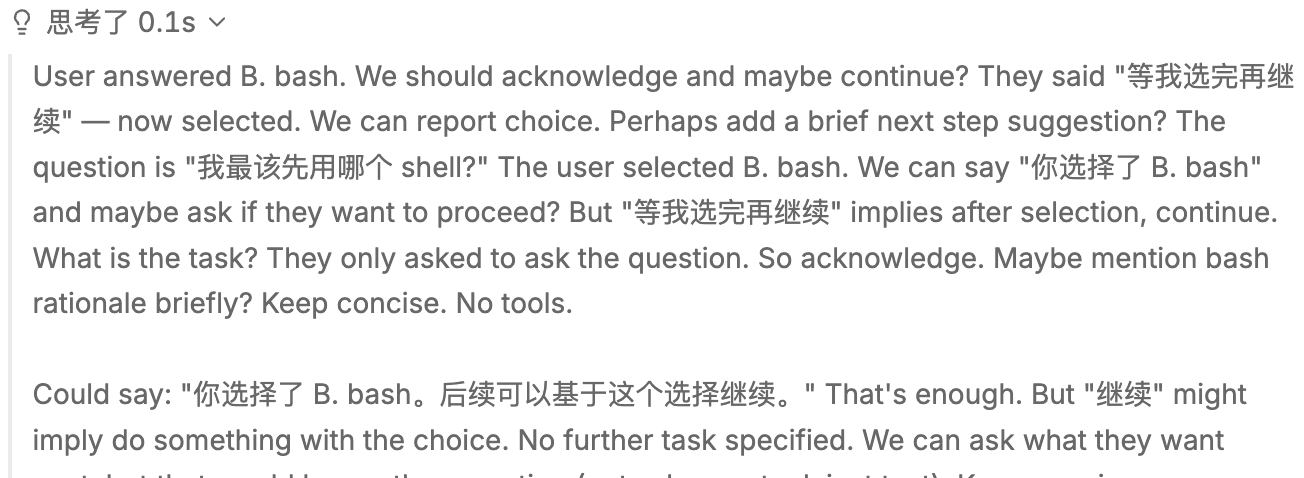 思考了 0.1s
User answered B. bash. We should acknowledge and maybe continue? They said "等我选完再继
续" — now selected. We can report choice. Perhaps add a brief next step suggestion? The
question is "我最该先用哪个 shell?" The user selected B. bash. We can say "你选择了 B. bash"
and maybe ask if they want to proceed? But "等我选完再继续" implies after selection, continue.
What is the task? They only asked to ask the question. So acknowledge. Maybe mention bash
rationale briefly? Keep concise. No tools.
Could say: "你选择了 B. bash。后续可以基于这个选择继续。" That's enough. But "继续" might
imply do something with the choice. No further task specified. We can ask what they want